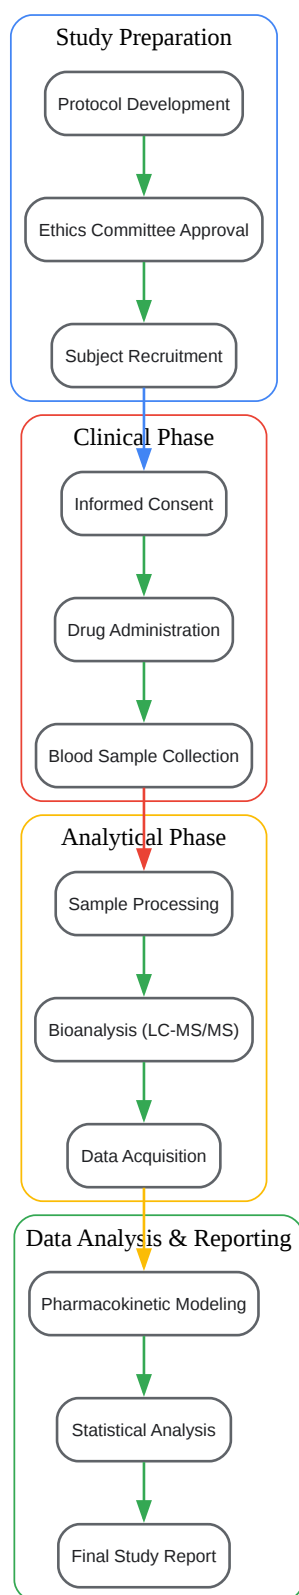 Study Preparation
Protocol Development
Ethics Committee Approval
Subject Recruitment
Clinical Phase
Informed Consent
Drug Administration
Blood Sample Collection
Analytical Phase
Sample Processing
Bioanalysis (LC-MS/MS)
Data Acquisition
Data Analysis & Reporting
Pharmacokinetic Modeling
Statistical Analysis
Final Study Report